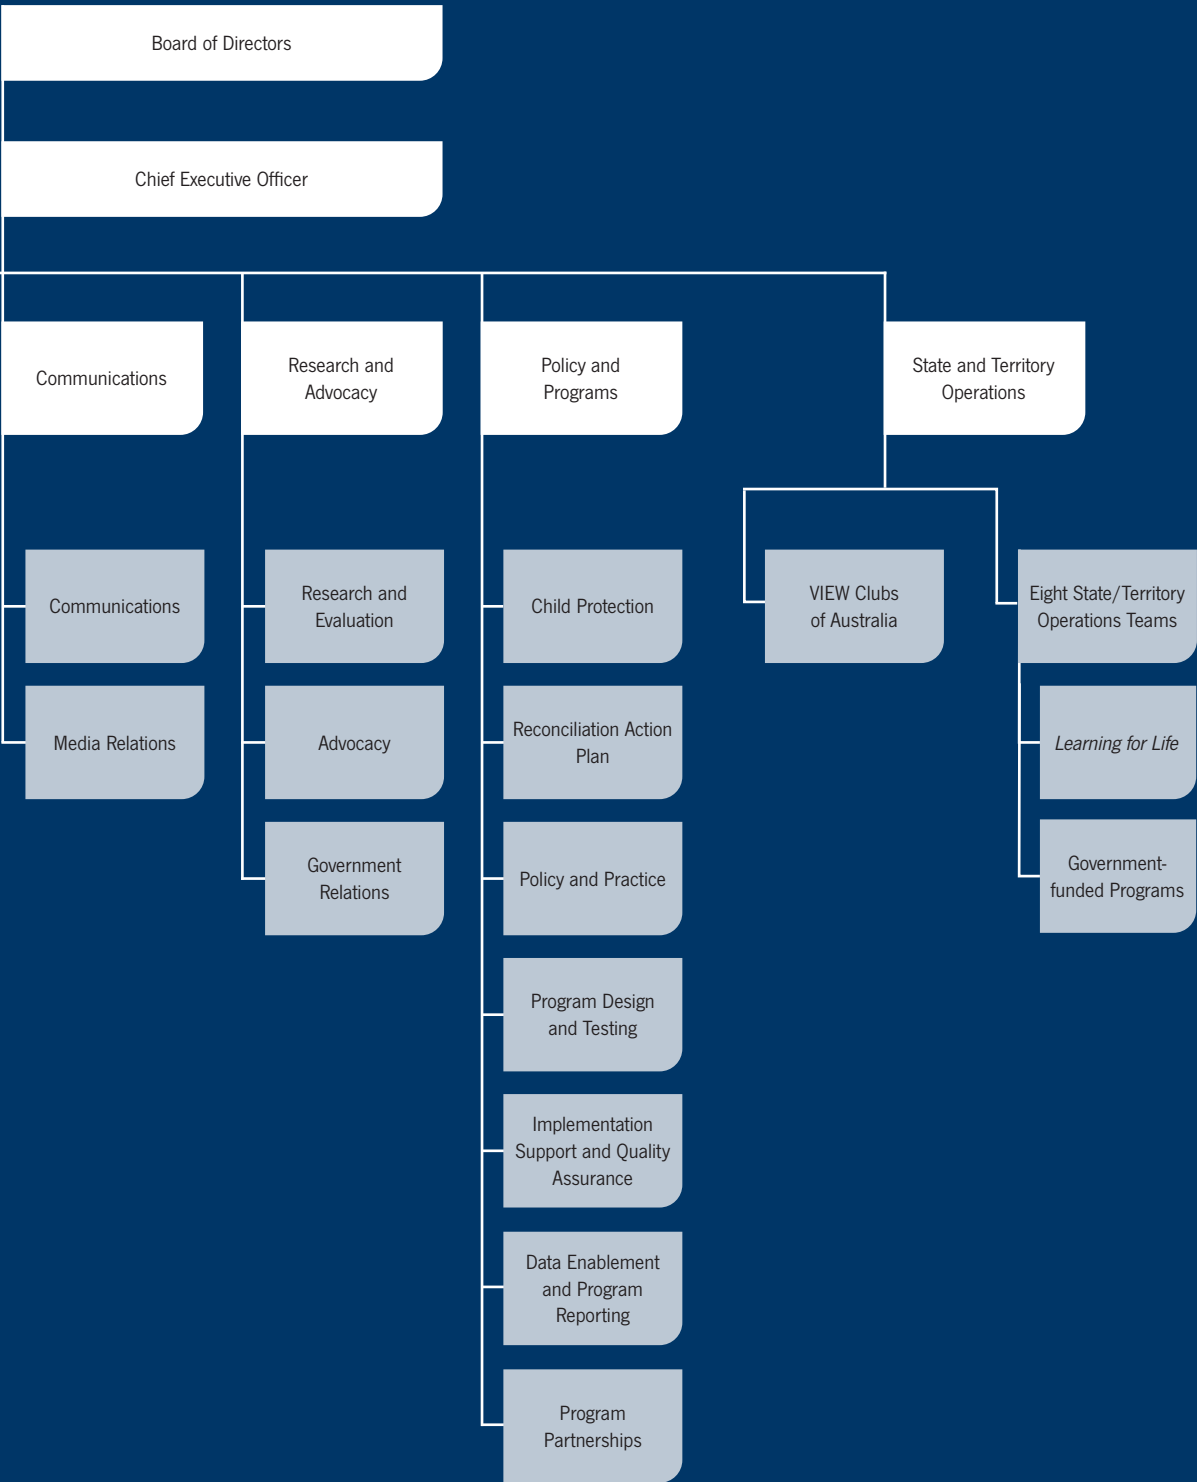 Board of Directors
Chief Executive Officer
Communications
Research and
Advocacy
Policy and
Programs
State and Territory
Operations
Communications
Media Relations
Research and
Evaluation
Advocacy
Government
Relations
Child Protection
Reconciliation Action
Plan
Policy and Practice
Program Design
and Testing
Implementation
Support and Quality
Assurance
Data Enablement
and Program
Reporting
Program
Partnerships
VIEW Clubs
of Australia
Eight State/Territory
Operations Teams
Learning for Life
Government-
funded Programs